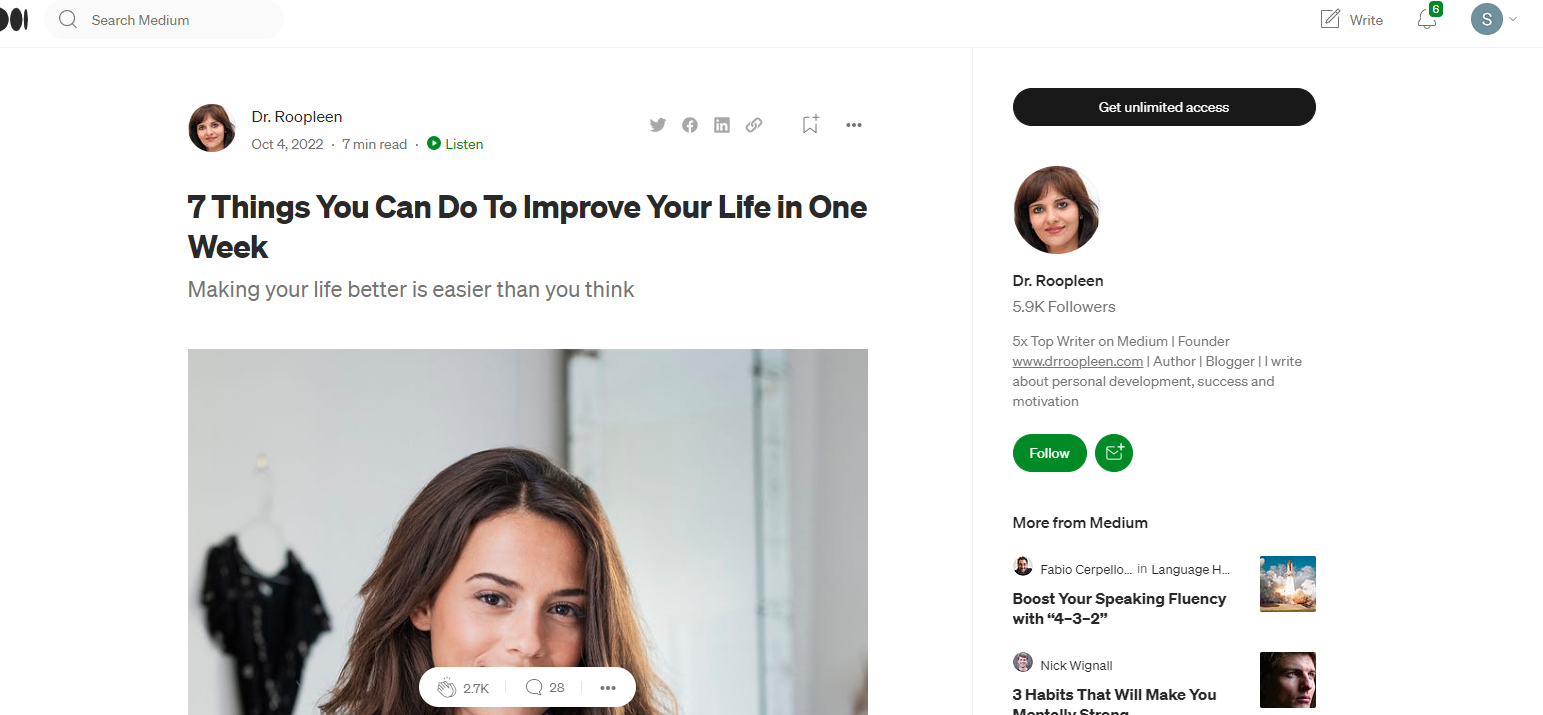 Search Medium
Write
6
S
Dr. Roopleen
Oct 4, 2022 · 7 min read · Listen
7 Things You Can Do To Improve Your Life in One
Week
Making your life better is easier than you think
2.7K
28
Get unlimited access
Dr. Roopleen
5.9K Followers
5x Top Writer on Medium | Founder
www.drroopleen.com | Author | Blogger | I write
about personal development, success and
motivation
Follow
More from Medium
Fabio Cerpello... in Language H...
Boost Your Speaking Fluency
with “4–3–2”
Nick Wignall
3 Habits That Will Make You
Mentally Strong